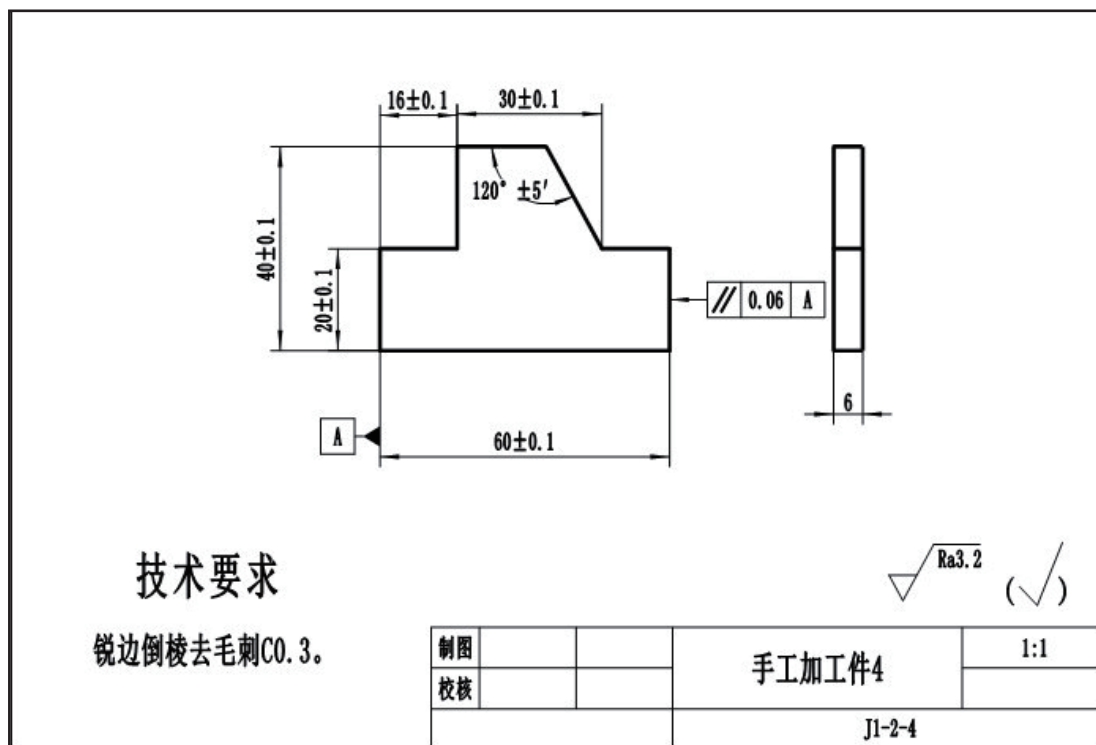 16±0.1
30±0.1
120° ±5′
40±0.1
20±0.1
// 0.06 A
A
60±0.1
6
技术要求
锐边倒棱去毛刺C0.3。
Ra3.2
(√)
制图
手工加工件4
1:1
校核
J1-2-4